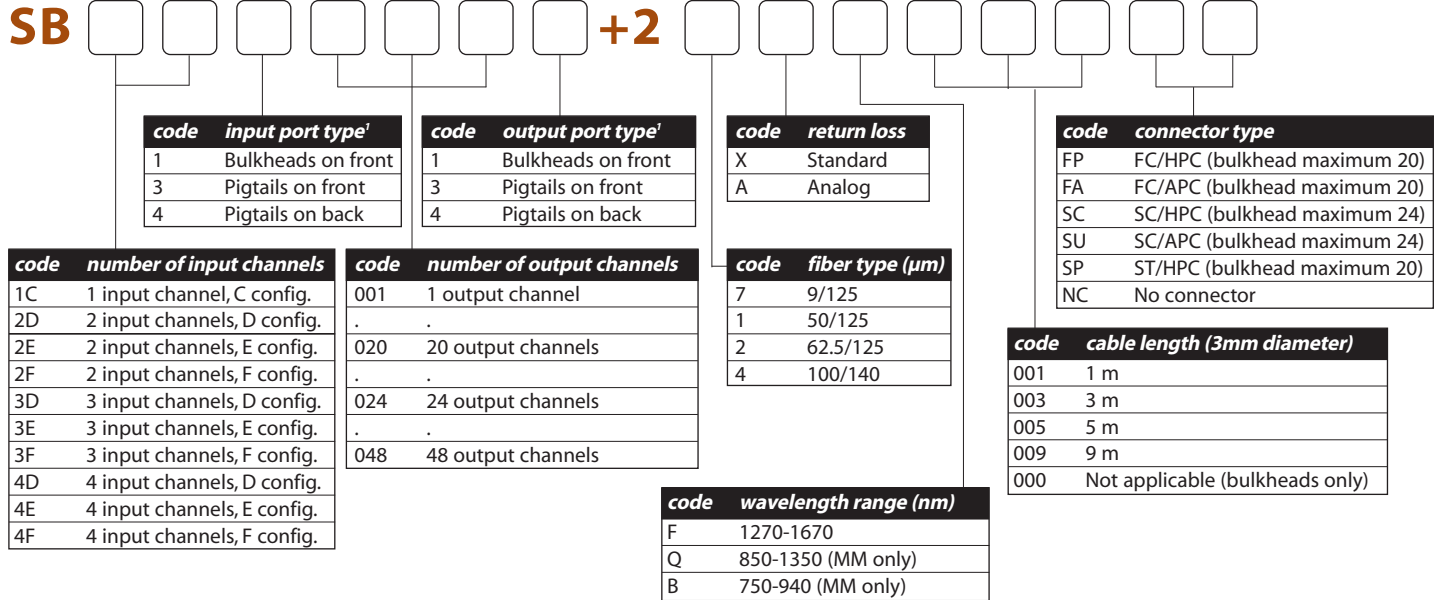 SB +2
code input port type¹
1 Bulkheads on front
3 Pigtails on front
4 Pigtails on back
code output port type¹
1 Bulkheads on front
3 Pigtails on front
4 Pigtails on back
code return loss
X Standard
A Analog
code connector type
FP FC/HPC (bulkhead maximum 20)
FA FC/APC (bulkhead maximum 20)
SC SC/HPC (bulkhead maximum 24)
SU SC/APC (bulkhead maximum 24)
SP ST/HPC (bulkhead maximum 20)
NC No connector
code number of input channels
1C 1 input channel, C config.
2D 2 input channels, D config.
2E 2 input channels, E config.
2F 2 input channels, F config.
3D 3 input channels, D config.
3E 3 input channels, E config.
3F 3 input channels, F config.
4D 4 input channels, D config.
4E 4 input channels, E config.
4F 4 input channels, F config.
code number of output channels
001 1 output channel
. .
020 20 output channels
. .
024 24 output channels
. .
048 48 output channels
code fiber type (µm)
7 9/125
1 50/125
2 62.5/125
4 100/140
code cable length (3mm diameter)
001 1 m
003 3 m
005 5 m
009 9 m
000 Not applicable (bulkheads only)
code wavelength range (nm)
F 1270-1670
Q 850-1350 (MM only)
B 750-940 (MM only)